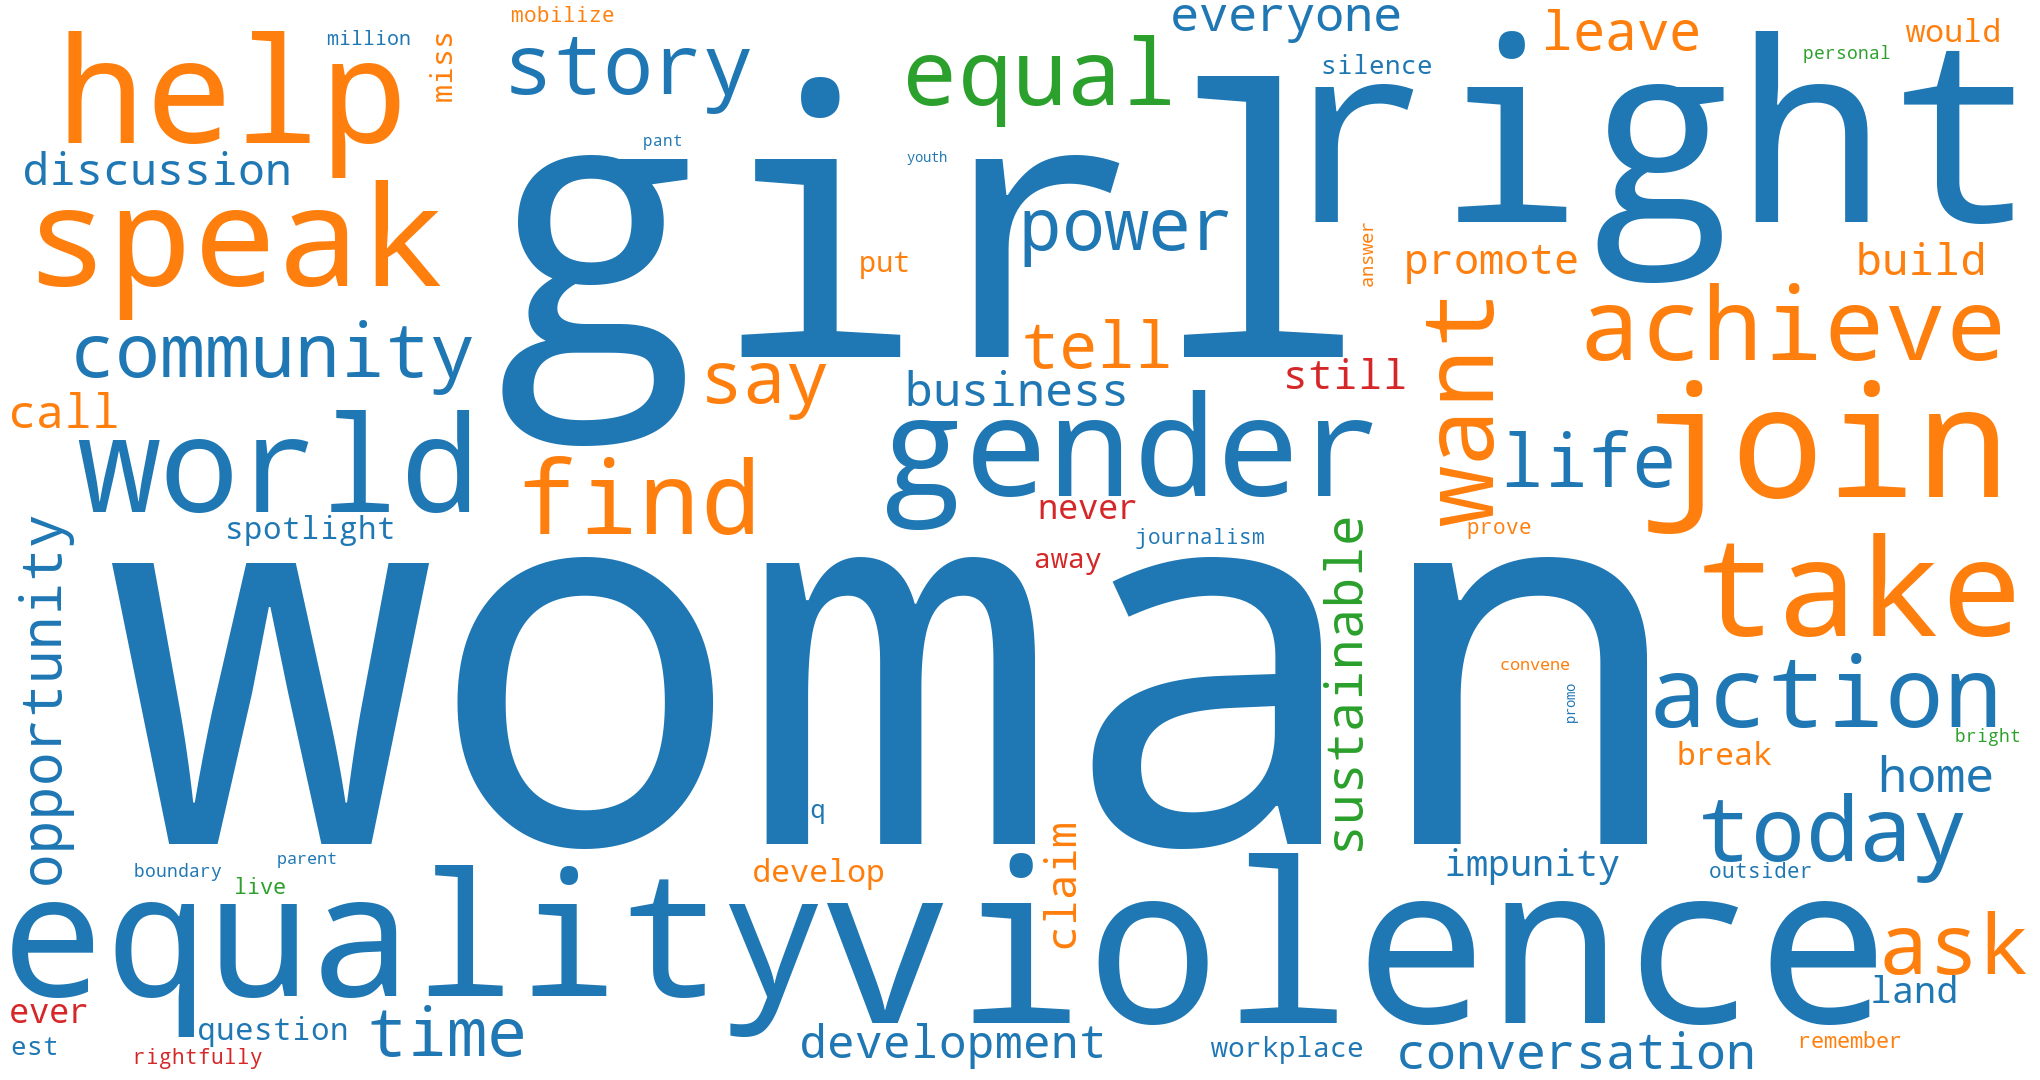 mobilize
everyone
leave
would
help
million
miss
story
equal
silence
personal
girl
right
pant
youth
discussion
speak
power
put
answer
promote
build
community
say
tell
still
want
achieve
business
call
world
find
gender
life
join
never
prove
spotlight
journalism
away
opportunity
woman
sustainable
take
convene
promo
action
bright
break
home
q
today
claim
boundary
parent
live
develop
impunity
outsider
equality
violence
ask
land
ever
est
question
rightfully
time
development
workplace
conversation
remember